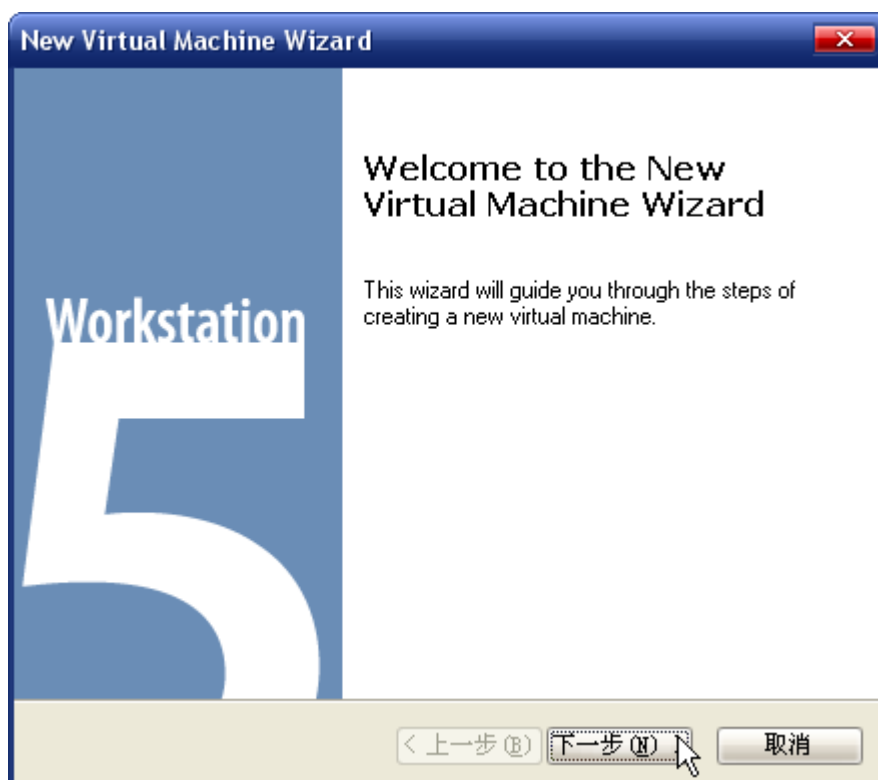 New Virtual Machine Wizard
Workstation
5
Welcome to the New
Virtual Machine Wizard
This wizard will guide you through the steps of
creating a new virtual machine.
< 上一步(B)
下一步(N) >
取消